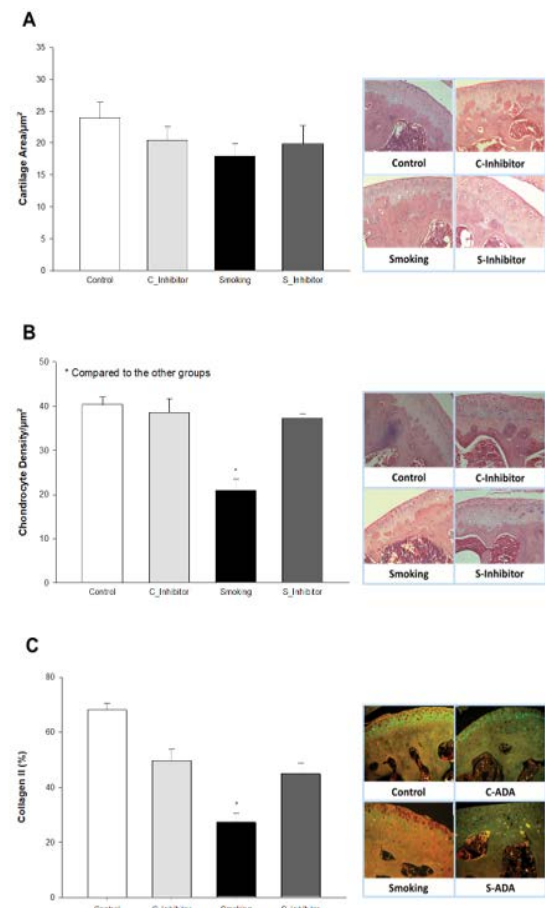 A
Cartilage Area/µm²
35
30
25
20
15
10
5
0
Control C_Inhibitor Smoking S_Inhibitor
Control C-Inhibitor
Smoking S-Inhibitor
B
Chondrocyte Density/µm²
50
40
30
20
10
0
* Compared to the other groups
*
Control C_Inhibitor Smoking S_Inhibitor
Control C-Inhibitor
Smoking S-Inhibitor
C
Collagen II (%)
80
60
40
20
0
*
Control C-ADA
Smoking S-ADA